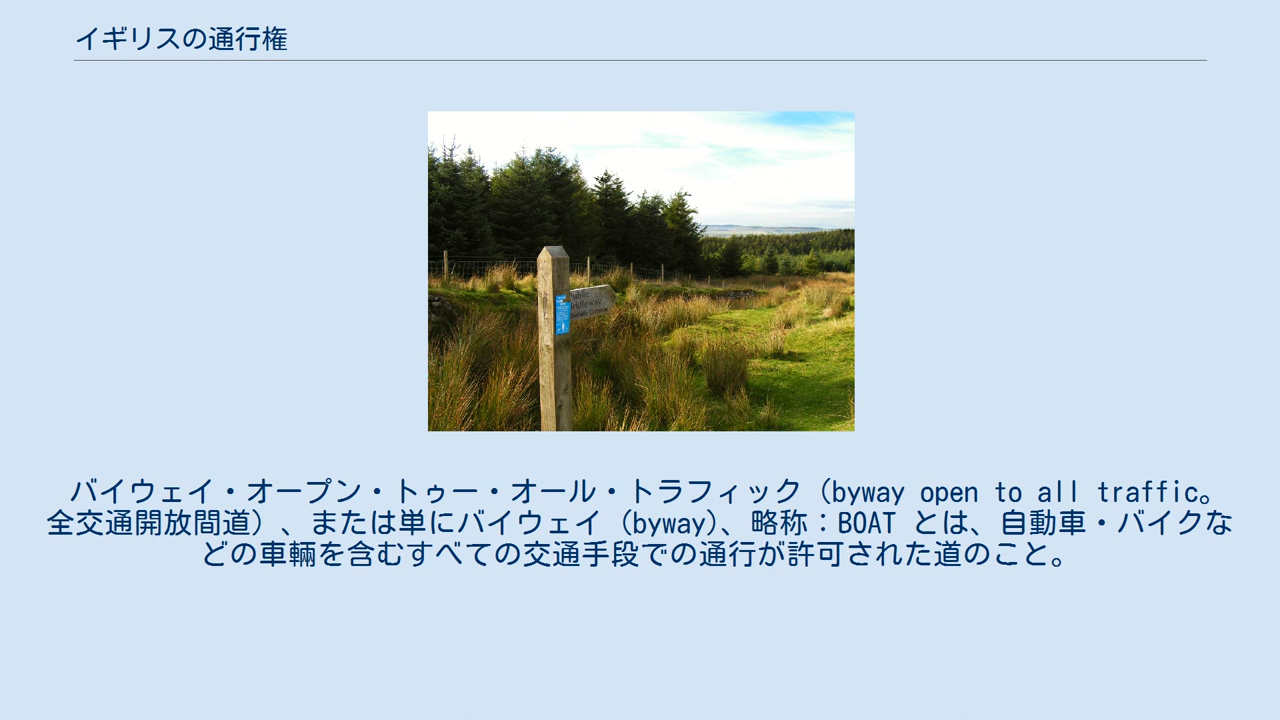 イギリスの通行権
Public
Bridleway
バイウェイ・オープン・トゥー・オール・トラフィック（byway open to all traffic。
全交通開放間道）、または単にバイウェイ（byway)、略称：BOAT とは、自動車・バイクな
どの車輛を含むすべての交通手段での通行が許可された道のこと。